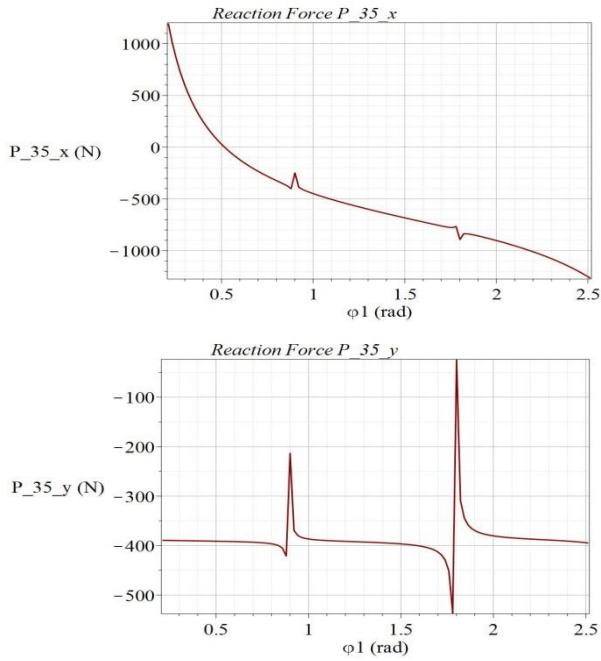 Reaction Force P_35_x
1000
500
0
P_35_x (N)
−500
−1000
0.5 1 1.5 2 2.5
φ1 (rad)
Reaction Force P_35_y
−100
−200
−300
P_35_y (N)
−400
−500
0.5 1 1.5 2 2.5
φ1 (rad)